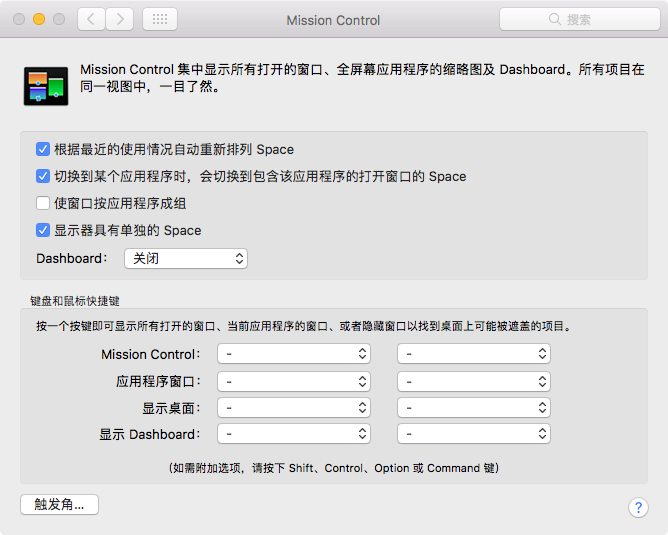 Mission Control
搜索
Mission Control 集中显示所有打开的窗口、全屏幕应用程序的缩略图及 Dashboard。所有项目在
同一视图中，一目了然。
根据最近的使用情况自动重新排列 Space
切换到某个应用程序时，会切换到包含该应用程序的打开窗口的 Space
使窗口按应用程序成组
显示器具有单独的 Space
Dashboard： 关闭
键盘和鼠标快捷键
按一个按键即可显示所有打开的窗口、当前应用程序的窗口、或者隐藏窗口以找到桌面上可能被遮盖的项目。
Mission Control： - -
应用程序窗口： - -
显示桌面： - -
显示 Dashboard： - -
（如需附加选项，请按下 Shift、Control、Option 或 Command 键）
触发角... ?